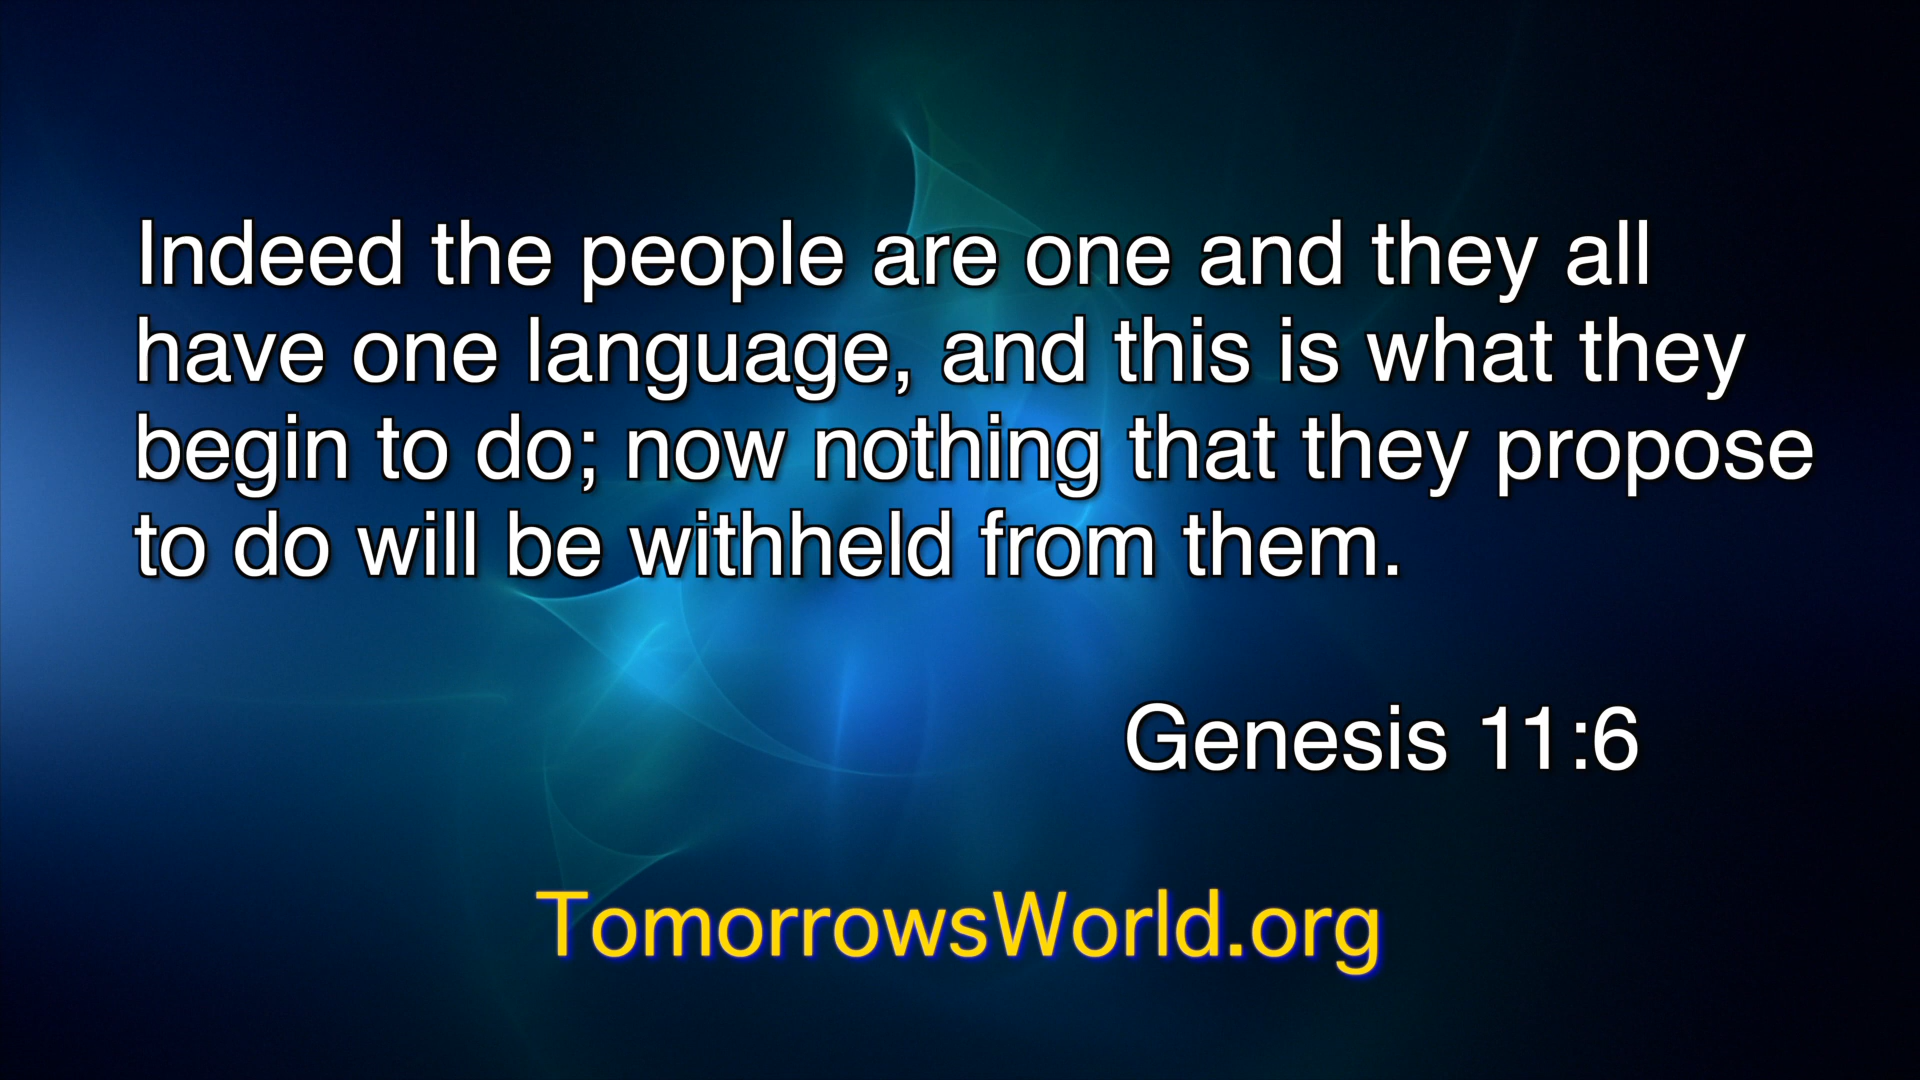 Indeed the people are one and they all
have one language, and this is what they
begin to do; now nothing that they propose
to do will be withheld from them.
Genesis 11:6
TomorrowsWorld.org